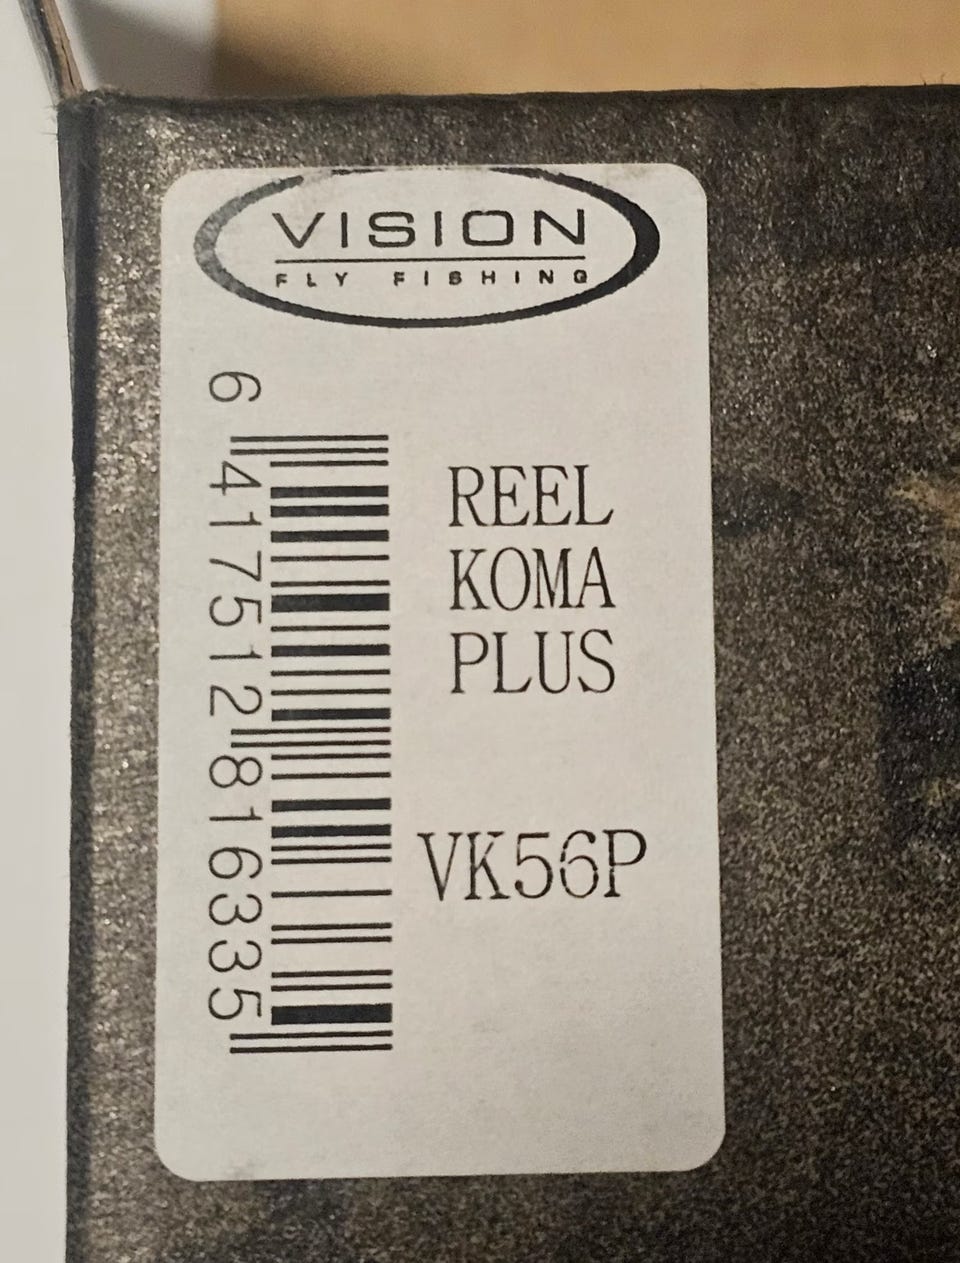 VISION
FLY FISHING
6 417512 816335
REEL
KOMA
PLUS
VK56P